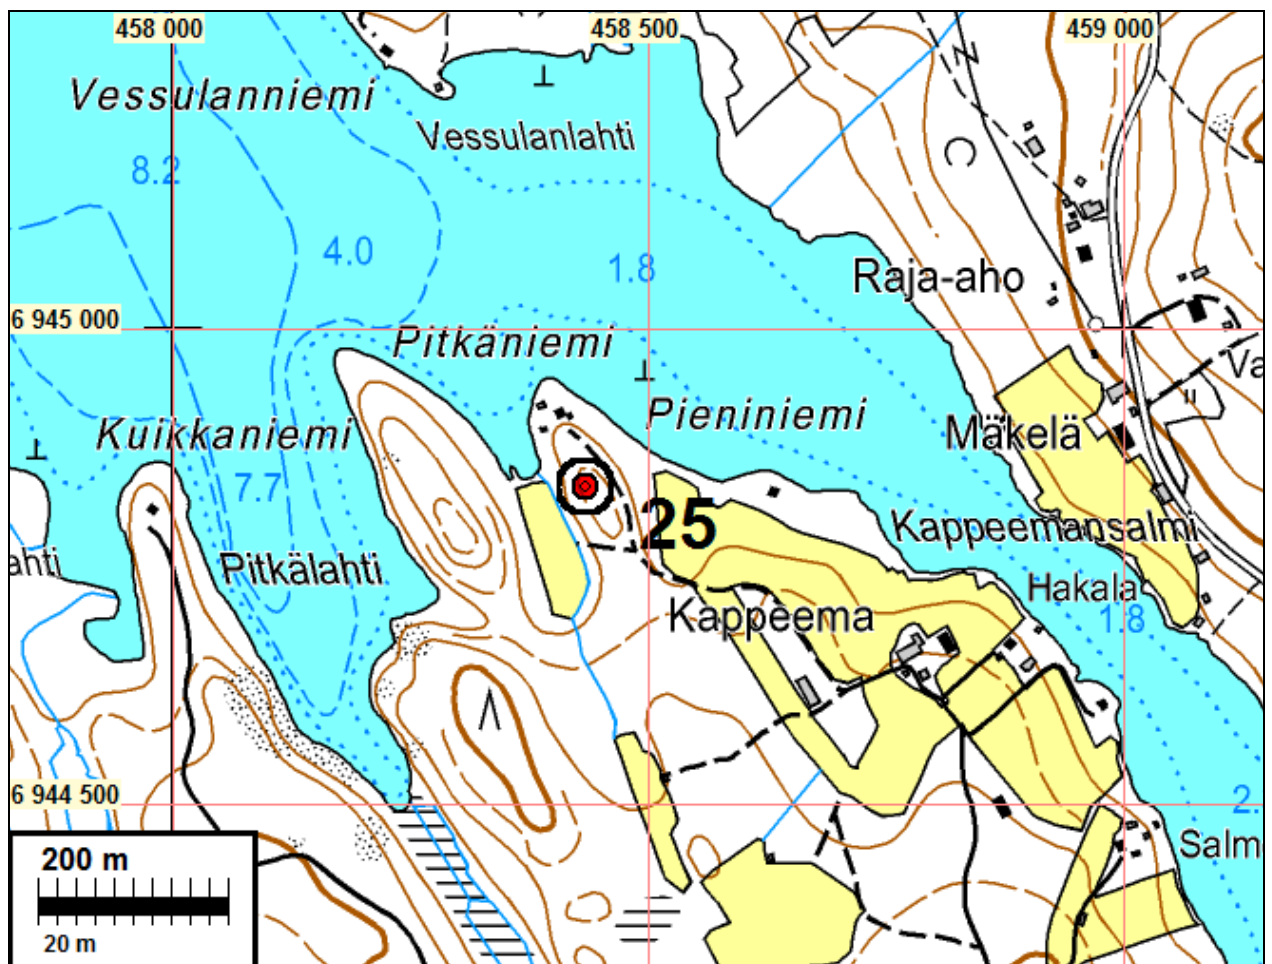 458 000
458 500
459 000
Vessulanniemi
Vessulanlahti
8.2
4.0
1.8
Raja-aho
6 945 000
Pitkäniemi
Va
Pieniniemi
Kuikkaniemi
Mäkelä
7.7
25
Kappeemansalmi
ahti
Pitkälahti
Hakala
1.8
Kappeema
6 944 500
2.
Salm
200 m
20 m